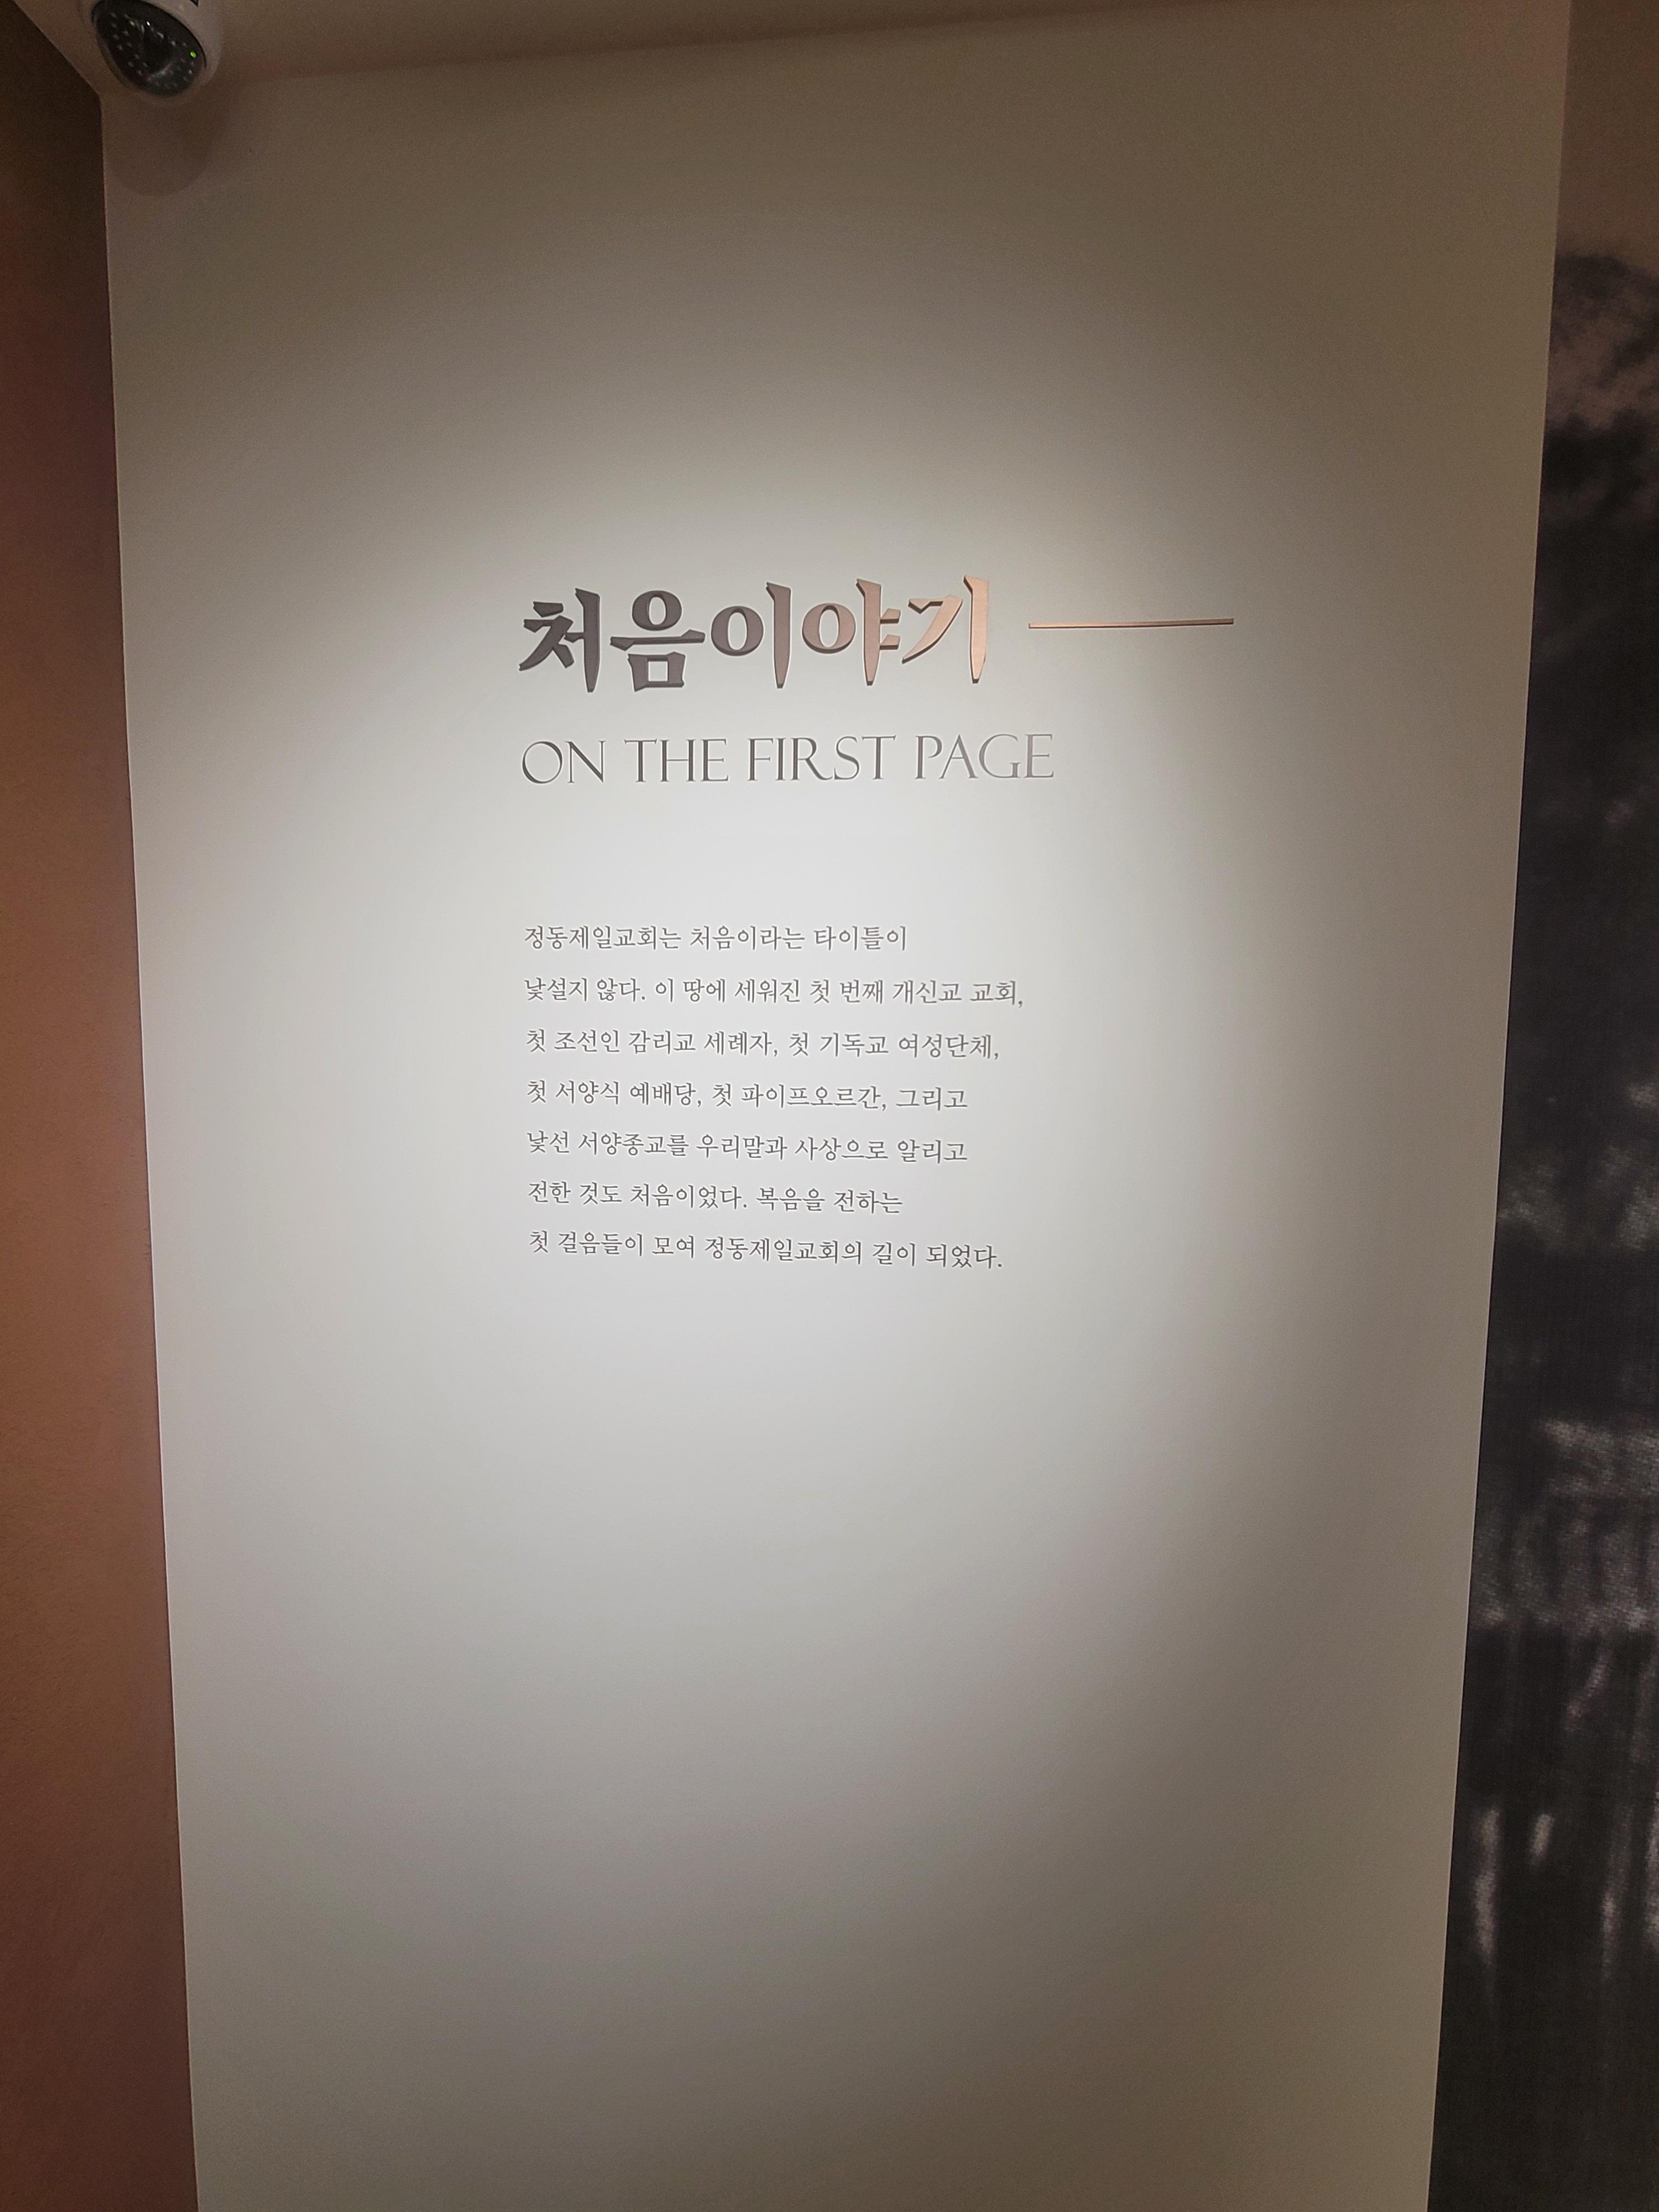 처음이야기
ON THE FIRST PAGE
정동제일교회는 처음이라는 타이틀이
낯설지 않다. 이 땅에 세워진 첫 번째 개신교 교회,
첫 조선인 감리교 세례자, 첫 기독교 여성단체,
첫 서양식 예배당, 첫 파이프오르간, 그리고
낯선 서양종교를 우리말과 사상으로 알리고
전한 것도 처음이었다. 복음을 전하는
첫 걸음들이 모여 정동제일교회의 길이 되었다.